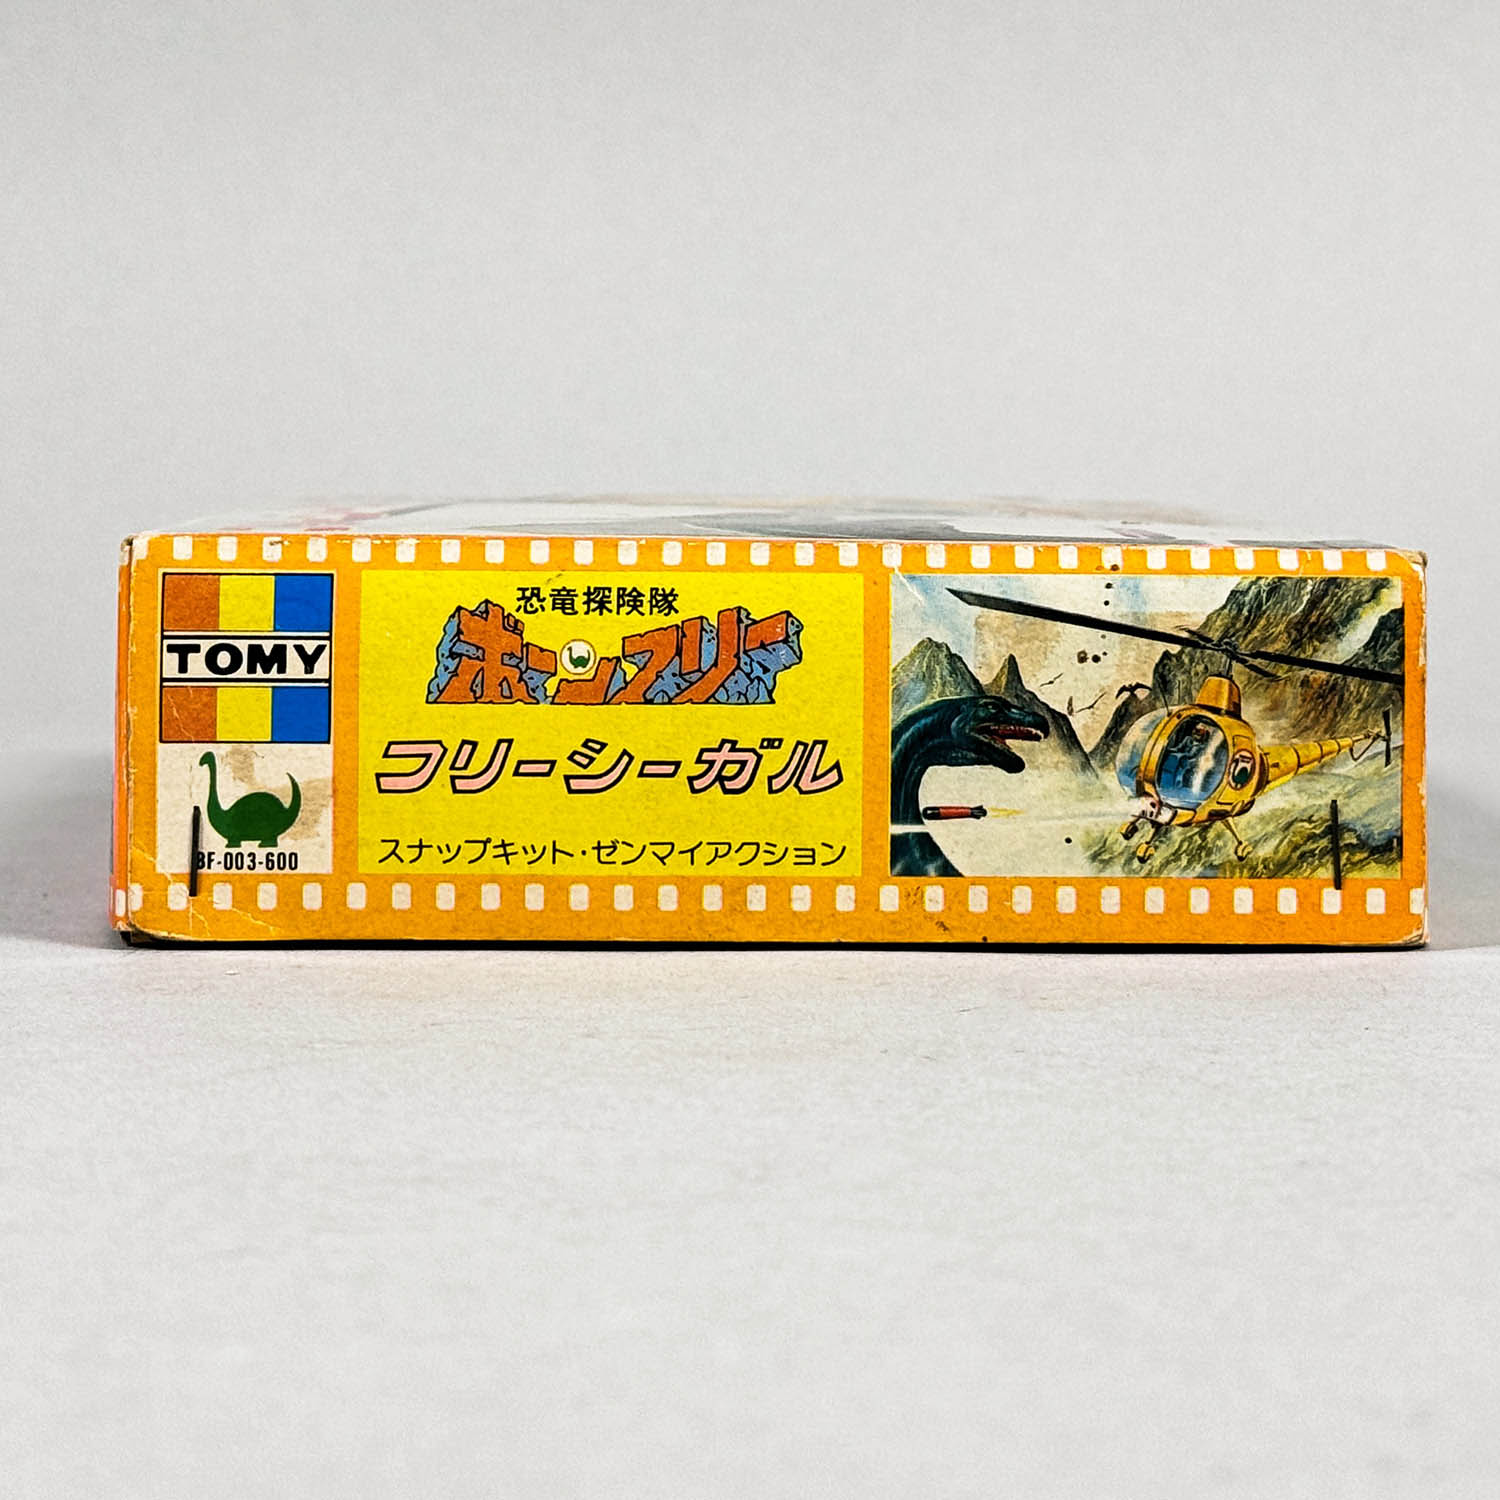 TOMY
BF-003-600
恐竜探険隊
ボーンフリー
フリーシーガル
スナップキット・ゼンマイアクション